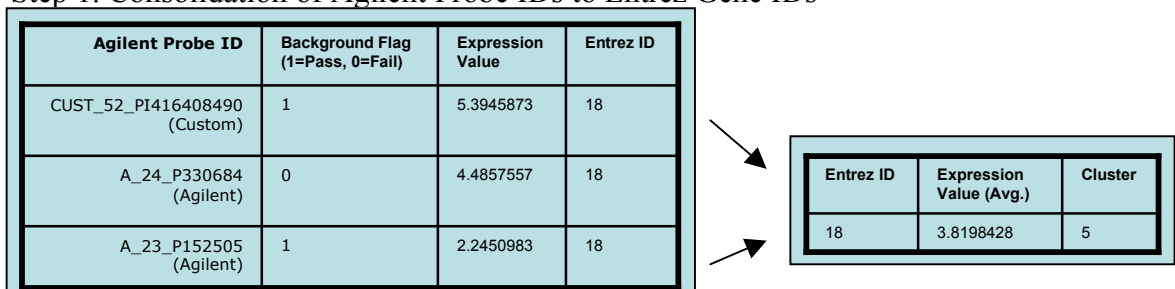 Step 1: Consolidation of Agilent Probe IDs to Entrez Gene IDs
Agilent Probe ID
Background Flag
(1=Pass, 0=Fail)
Expression
Value
Entrez ID
CUST_52_PI416408490
(Custom)
1
5.3945873
18
A_24_P330684
(Agilent)
0
4.4857557
18
A_23_P152505
(Agilent)
1
2.2450983
18
Entrez ID
Expression
Value (Avg.)
Cluster
18
3.8198428
5